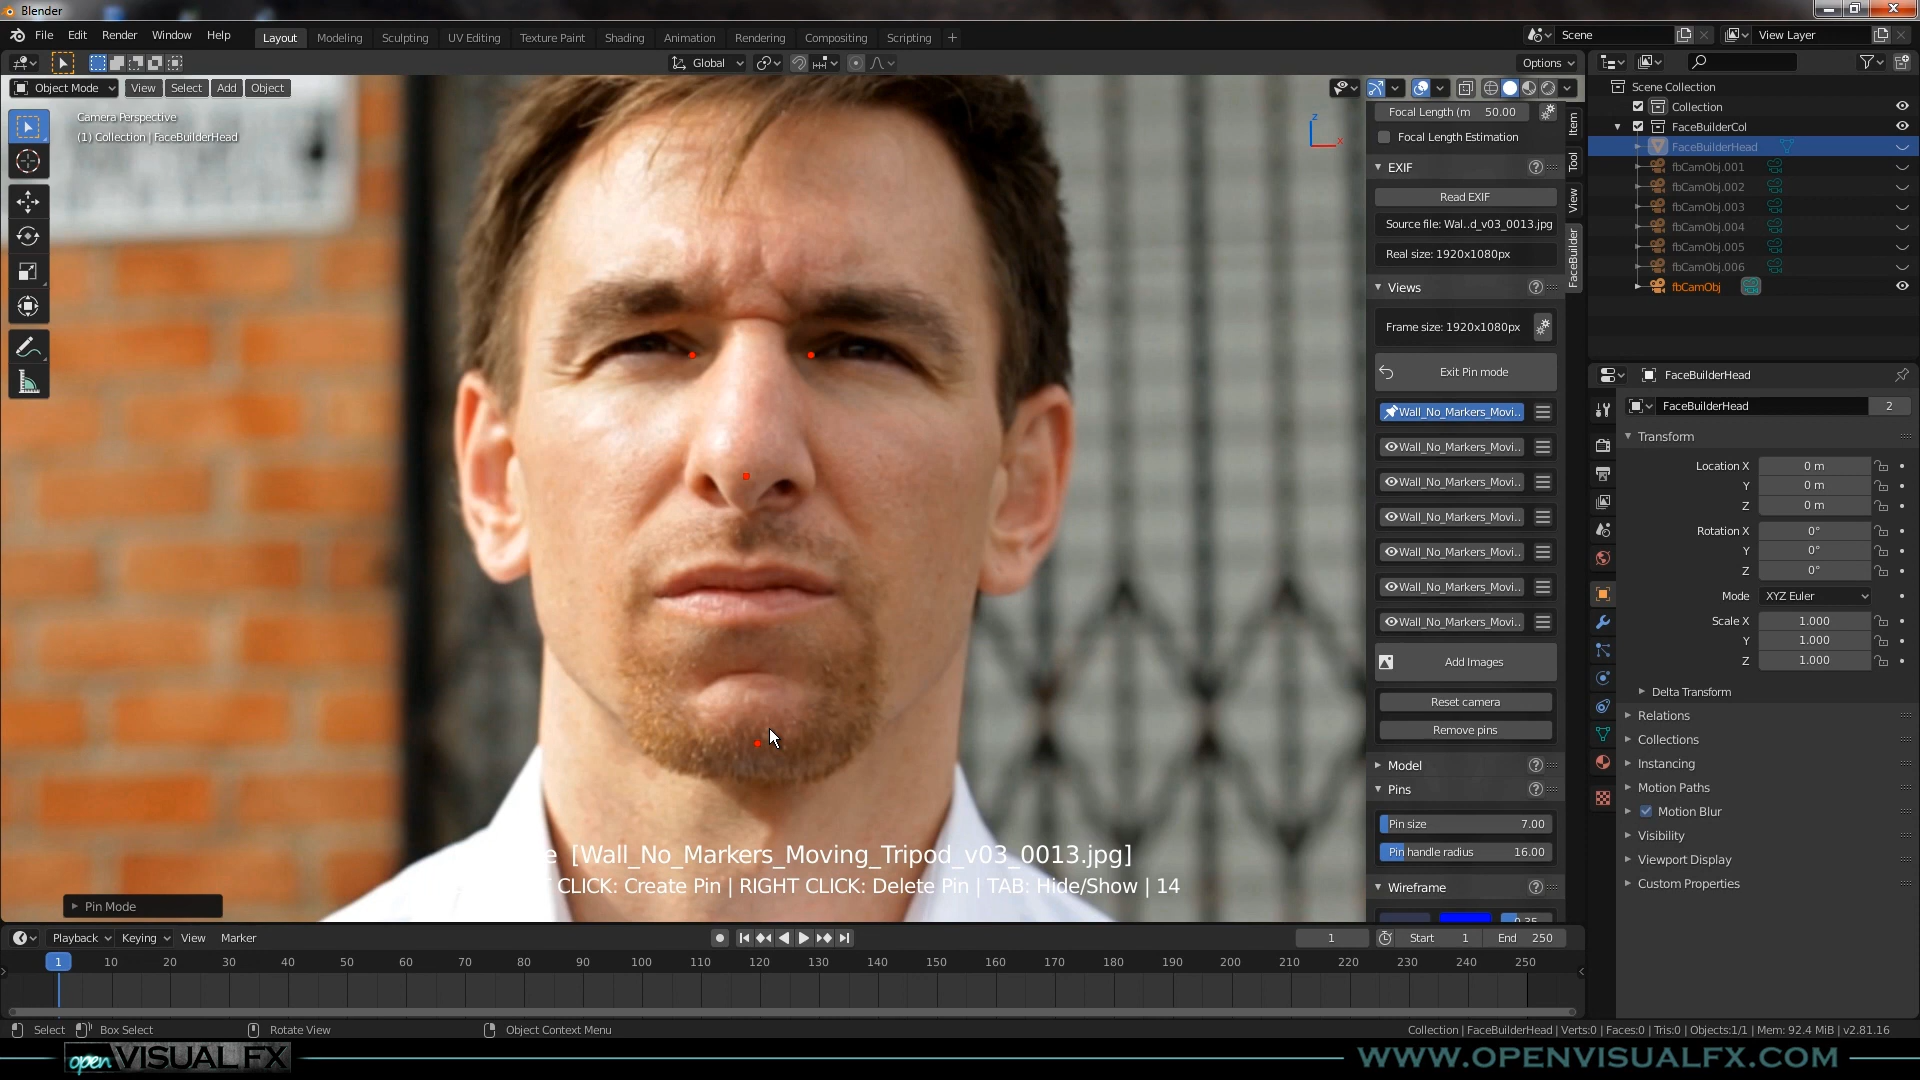 Blender
File Edit Render Window Help
Layout Modeling Sculpting UV Editing Texture Paint Shading Animation Rendering Compositing Scripting +
Scene View Layer
Global Options
Object Mode View Select Add Object
Camera Perspective
(1) Collection | FaceBuilderHead
Z
X
Focal Length (m 50.00
Focal Length Estimation
EXIF
Read EXIF
Source file: Wal..d_v03_0013.jpg
Real size: 1920x1080px
Views
Frame size: 1920x1080px
Exit Pin mode
Wall_No_Markers_Movi..
Wall_No_Markers_Movi..
Wall_No_Markers_Movi..
Wall_No_Markers_Movi..
Wall_No_Markers_Movi..
Wall_No_Markers_Movi..
Wall_No_Markers_Movi..
Add Images
Reset camera
Remove pins
Model
Pins
Pin size 7.00
Pin handle radius 16.00
Wireframe
0.35
Item
Tool
View
FaceBuilder
Scene Collection
Collection
FaceBuilderCol
FaceBuilderHead
fbCamObj.001
fbCamObj.002
fbCamObj.003
fbCamObj.004
fbCamObj.005
fbCamObj.006
fbCamObj
FaceBuilderHead
FaceBuilderHead 2
Transform
Location X 0 m
Y 0 m
Z 0 m
Rotation X 0°
Y 0°
Z 0°
Mode XYZ Euler
Scale X 1.000
Y 1.000
Z 1.000
Delta Transform
Relations
Collections
Instancing
Motion Paths
Motion Blur
Visibility
Viewport Display
Custom Properties
e [Wall_No_Markers_Moving_Tripod_v03_0013.jpg]
T CLICK: Create Pin | RIGHT CLICK: Delete Pin | TAB: Hide/Show | 14
Pin Mode
Playback Keying View Marker 1 Start 1 End 250
1 10 20 30 40 50 60 70 80 90 100 110 120 130 140 150 160 170 180 190 200 210 220 230 240 250
Select Box Select Rotate View Object Context Menu Collection | FaceBuilderHead | Verts:0 | Faces:0 | Tris:0 | Objects:1/1 | Mem: 92.4 MiB | v2.81.16
open VISUALFX WWW.OPENVISUALFX.COM